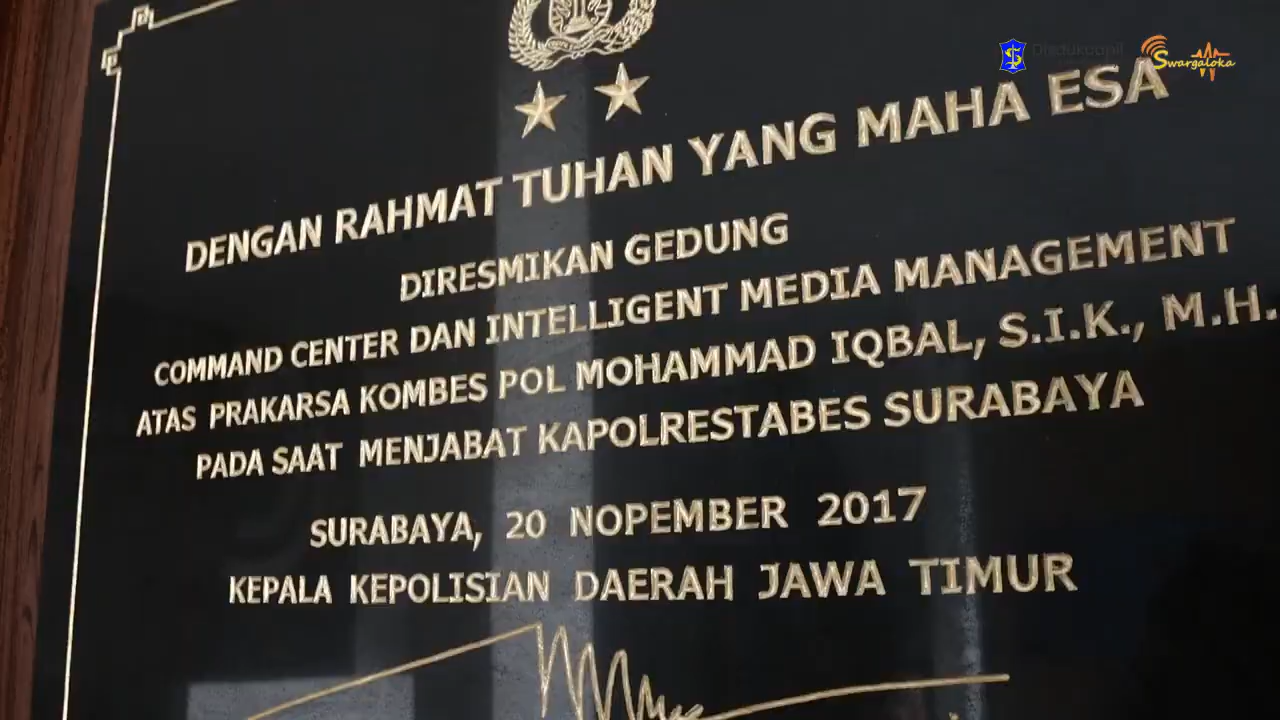 Disdukcapil
Swargaloka
DENGAN RAHMAT TUHAN YANG MAHA ESA
DIRESMIKAN GEDUNG
COMMAND CENTER DAN INTELLIGENT MEDIA MANAGEMENT
ATAS PRAKARSA KOMBES POL MOHAMMAD IQBAL, S.I.K., M.H.
PADA SAAT MENJABAT KAPOLRESTABES SURABAYA
SURABAYA, 20 NOPEMBER 2017
KEPALA KEPOLISIAN DAERAH JAWA TIMUR